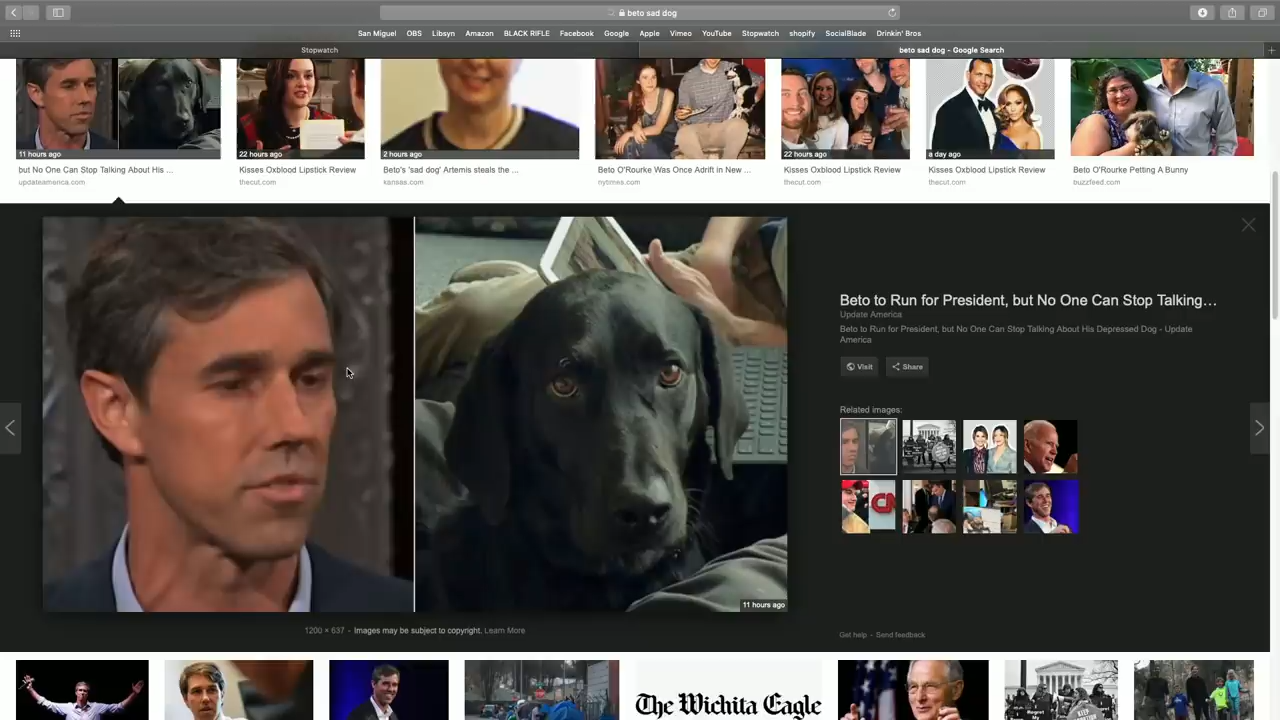 beto sad dog
San Miguel OBS Libsyn Amazon BLACK RIFLE Facebook Google Apple Vimeo YouTube Stopwatch shopify SocialBlade Drinkin' Bros
Stopwatch
beto sad dog - Google Search
11 hours ago
22 hours ago
2 hours ago
22 hours ago
a day ago
but No One Can Stop Talking About His ...
updateamerica.com
Kisses Oxblood Lipstick Review
thecut.com
Beto's 'sad dog' Artemis steals the ...
kansas.com
Beto O'Rourke Was Once Adrift in New ...
nytimes.com
Kisses Oxblood Lipstick Review
thecut.com
Kisses Oxblood Lipstick Review
thecut.com
Beto O'Rourke Petting A Bunny
buzzfeed.com
11 hours ago
1200 × 637 - Images may be subject to copyright. Learn More
Beto to Run for President, but No One Can Stop Talking...
Update America
Beto to Run for President, but No One Can Stop Talking About His Depressed Dog - Update
America
Visit
Share
Related images:
CN
Get help - Send feedback
The Wichita Eagle